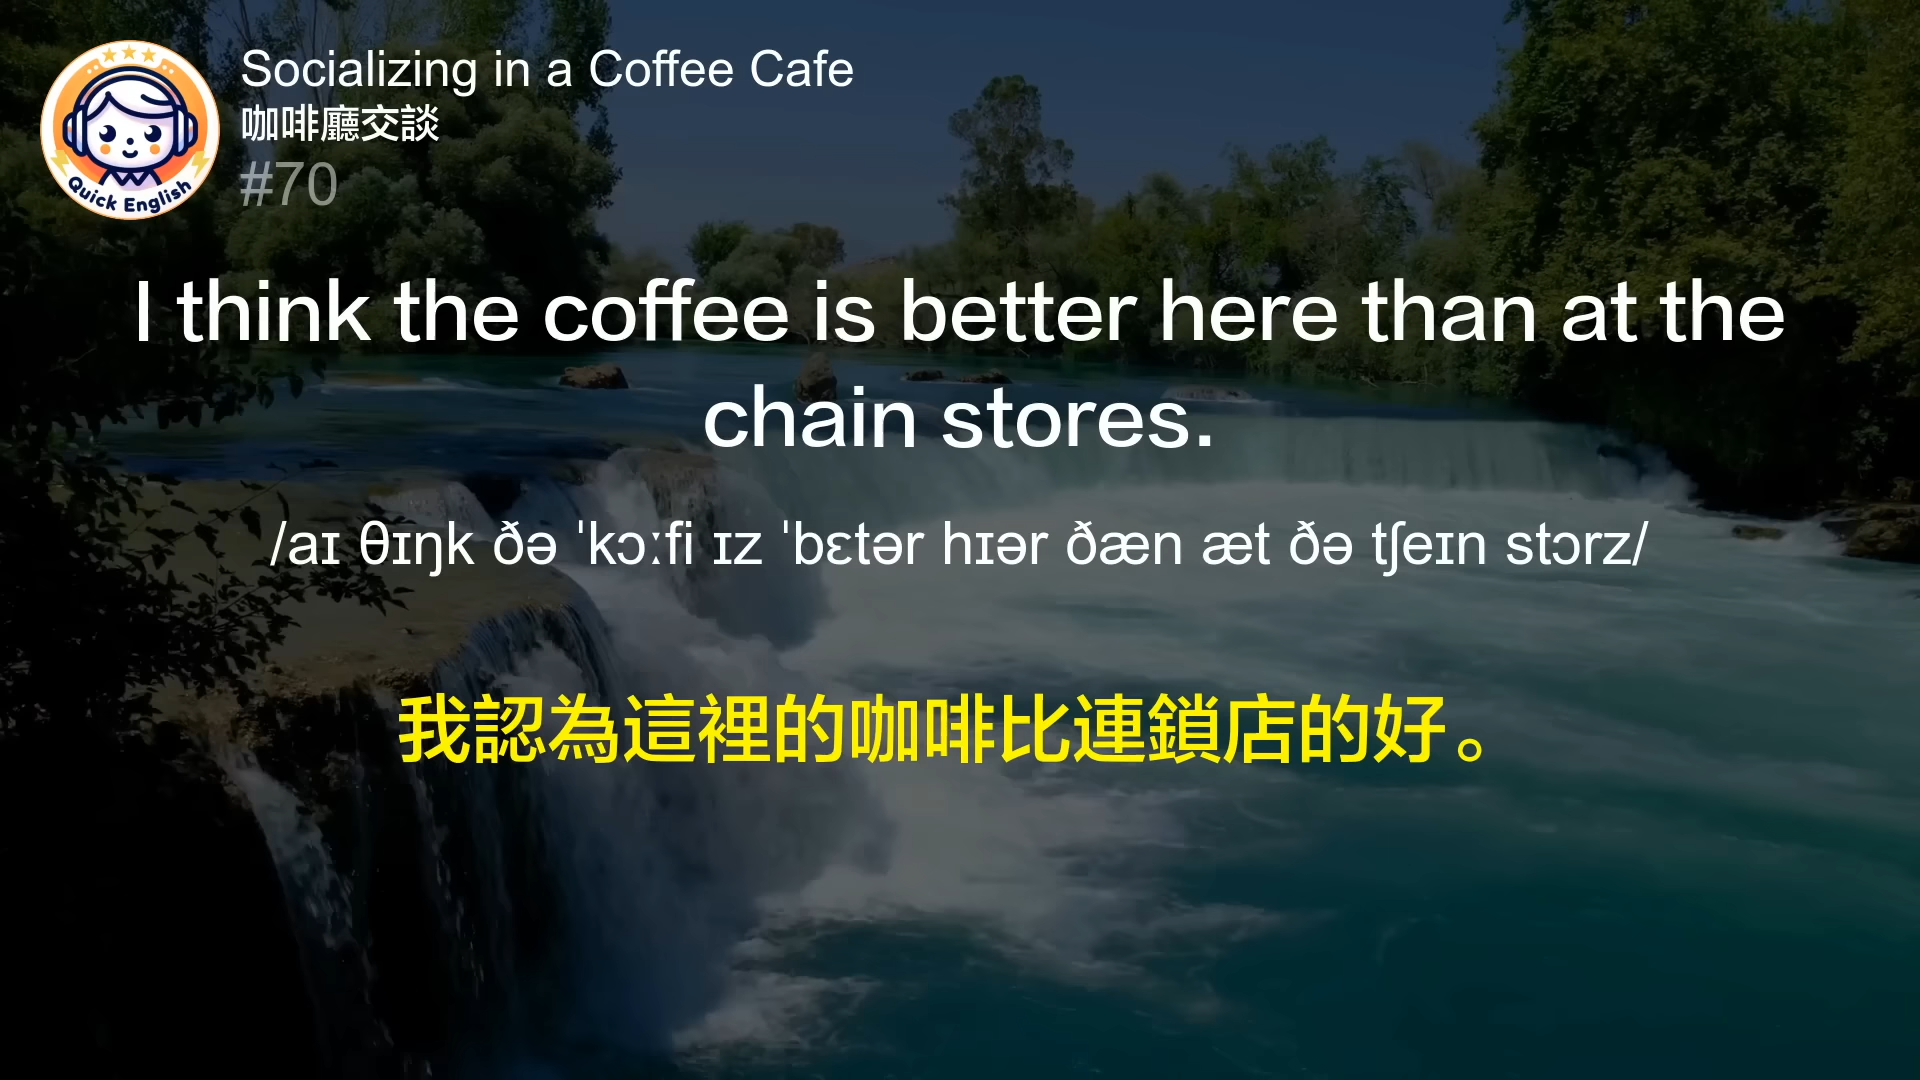 Socializing in a Coffee Cafe
咖啡廳交談
#70
Quick English
I think the coffee is better here than at the
chain stores.
/aɪ θɪŋk ðə ˈkɔːfi ɪz ˈbɛtər hɪər ðæn æt ðə tʃeɪn stɔrz/
我認為這裡的咖啡比連鎖店的好。